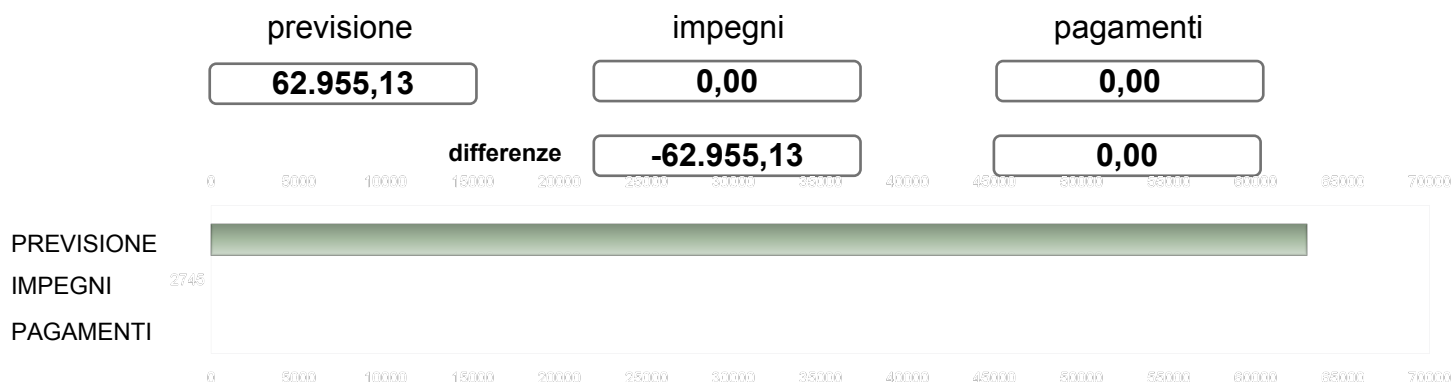 previsione impegni pagamenti
62.955,13 0,00 0,00
differenze -62.955,13 0,00
0 5000 10000 15000 20000 25000 30000 35000 40000 45000 50000 55000 60000 65000 70000
PREVISIONE
2745
IMPEGNI
PAGAMENTI
0 5000 10000 15000 20000 25000 30000 35000 40000 45000 50000 55000 60000 65000 70000